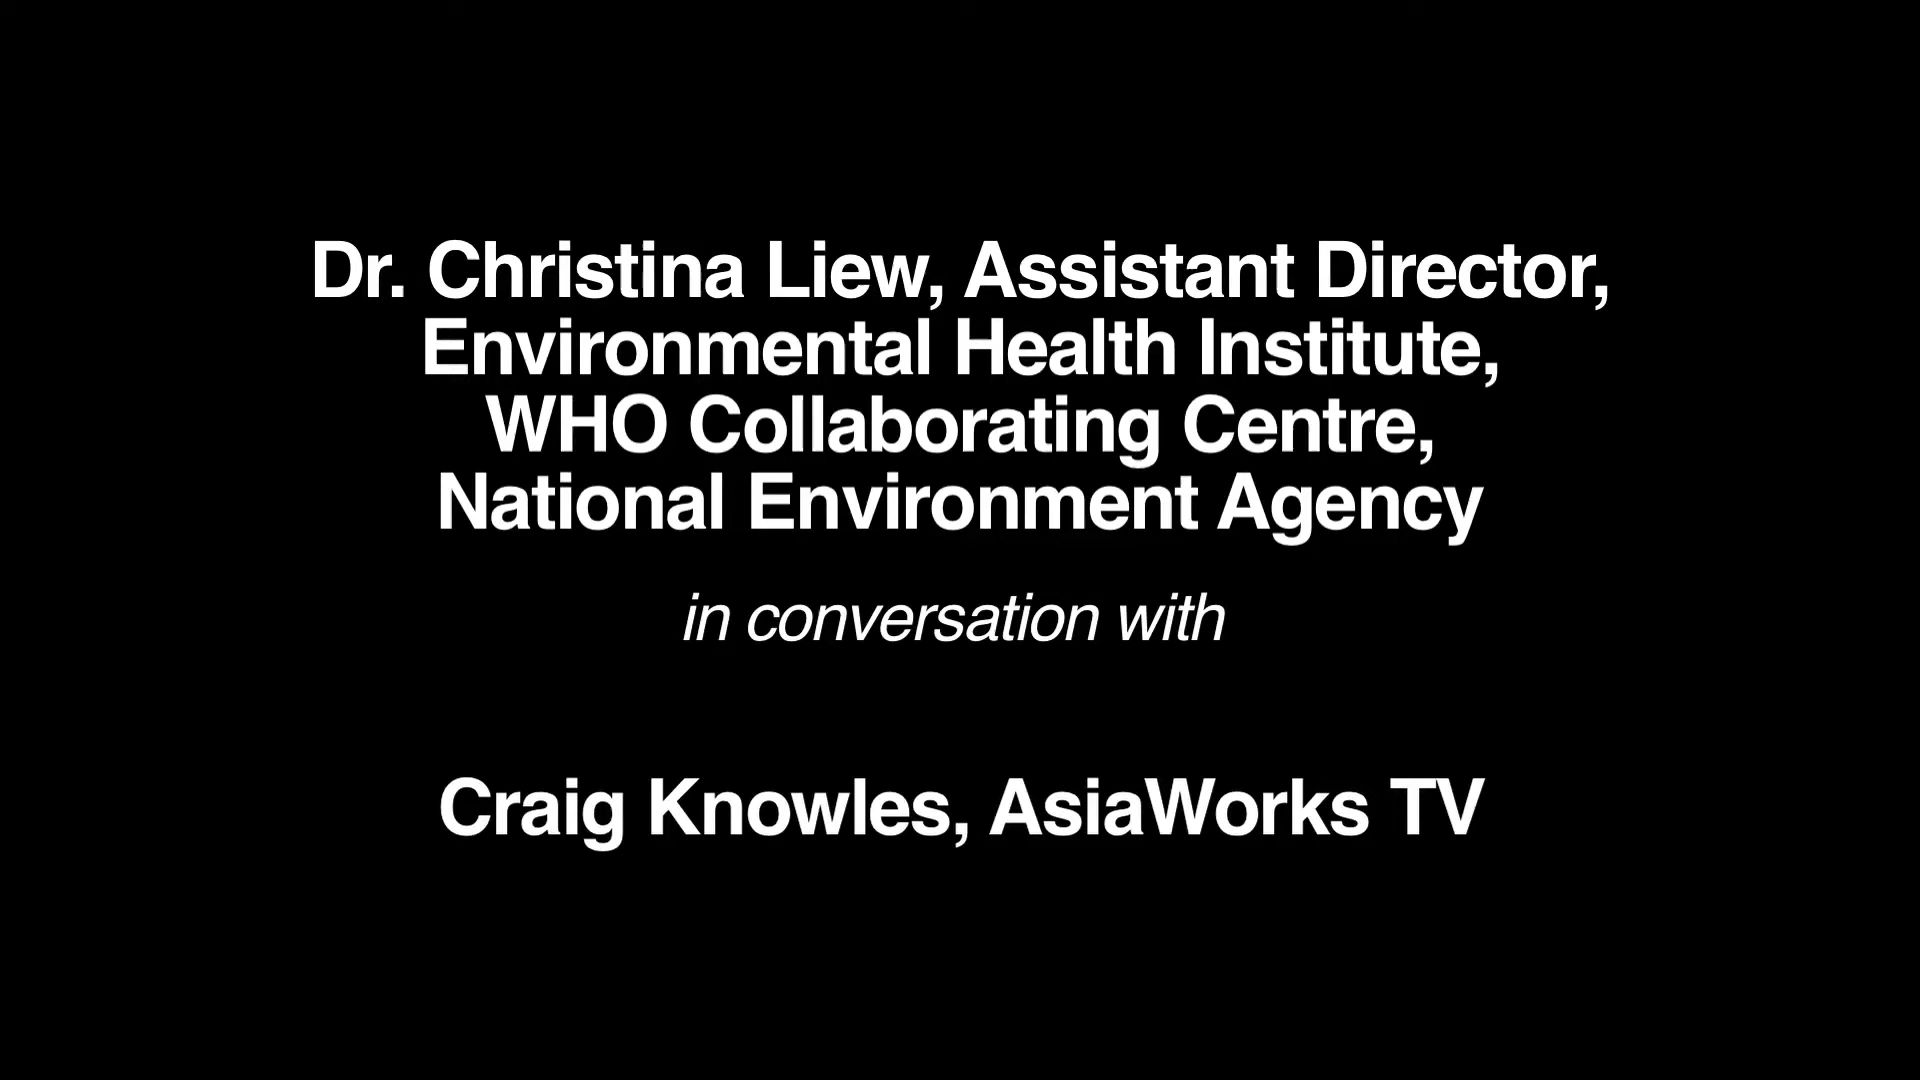 Dr. Christina Liew, Assistant Director,
Environmental Health Institute,
WHO Collaborating Centre,
National Environment Agency
in conversation with
Craig Knowles, AsiaWorks TV